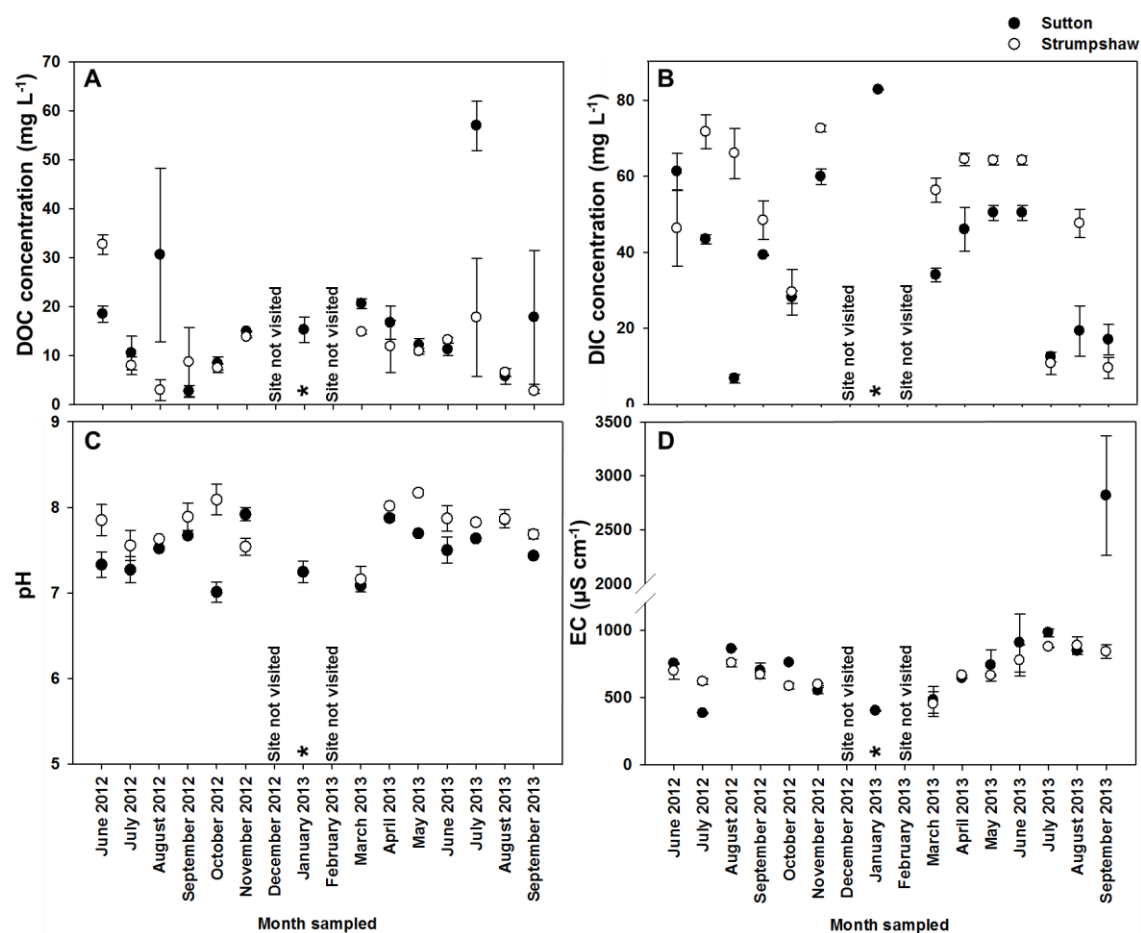 Sutton
Strumpshaw
A
DOC concentration (mg L-1)
70
60
50
40
30
20
10
0
Site not visited
*
Site not visited
B
DIC concentration (mg L-1)
80
60
40
20
0
Site not visited
*
Site not visited
C
pH
9
8
7
6
5
Site not visited
*
Site not visited
June 2012
July 2012
August 2012
September 2012
October 2012
November 2012
December 2012
January 2013
February 2013
March 2013
April 2013
May 2013
June 2013
July 2013
August 2013
September 2013
Month sampled
D
EC (µS cm-1)
3500
3000
2500
2000
1000
500
0
Site not visited
*
Site not visited
June 2012
July 2012
August 2012
September 2012
October 2012
November 2012
December 2012
January 2013
February 2013
March 2013
April 2013
May 2013
June 2013
July 2013
August 2013
September 2013
Month sampled